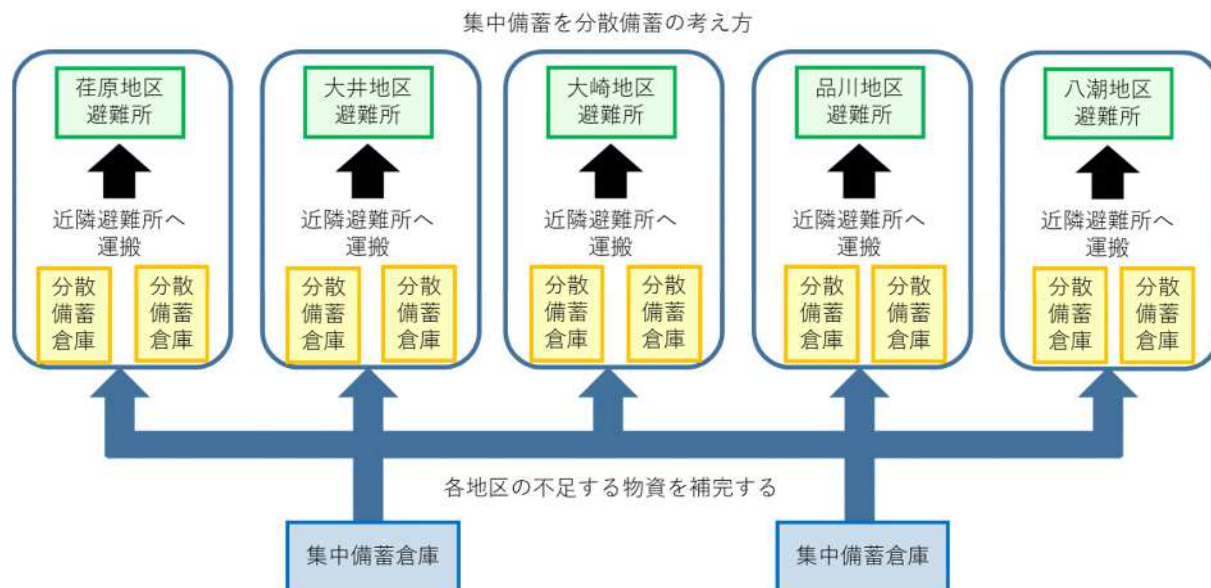 集中備蓄を分散備蓄の考え方
荏原地区
避難所
近隣避難所へ
運搬
分散
備蓄
倉庫
分散
備蓄
倉庫
大井地区
避難所
近隣避難所へ
運搬
分散
備蓄
倉庫
分散
備蓄
倉庫
大崎地区
避難所
近隣避難所へ
運搬
分散
備蓄
倉庫
分散
備蓄
倉庫
品川地区
避難所
近隣避難所へ
運搬
分散
備蓄
倉庫
分散
備蓄
倉庫
八潮地区
避難所
近隣避難所へ
運搬
分散
備蓄
倉庫
分散
備蓄
倉庫
各地区の不足する物資を補完する
集中備蓄倉庫
集中備蓄倉庫